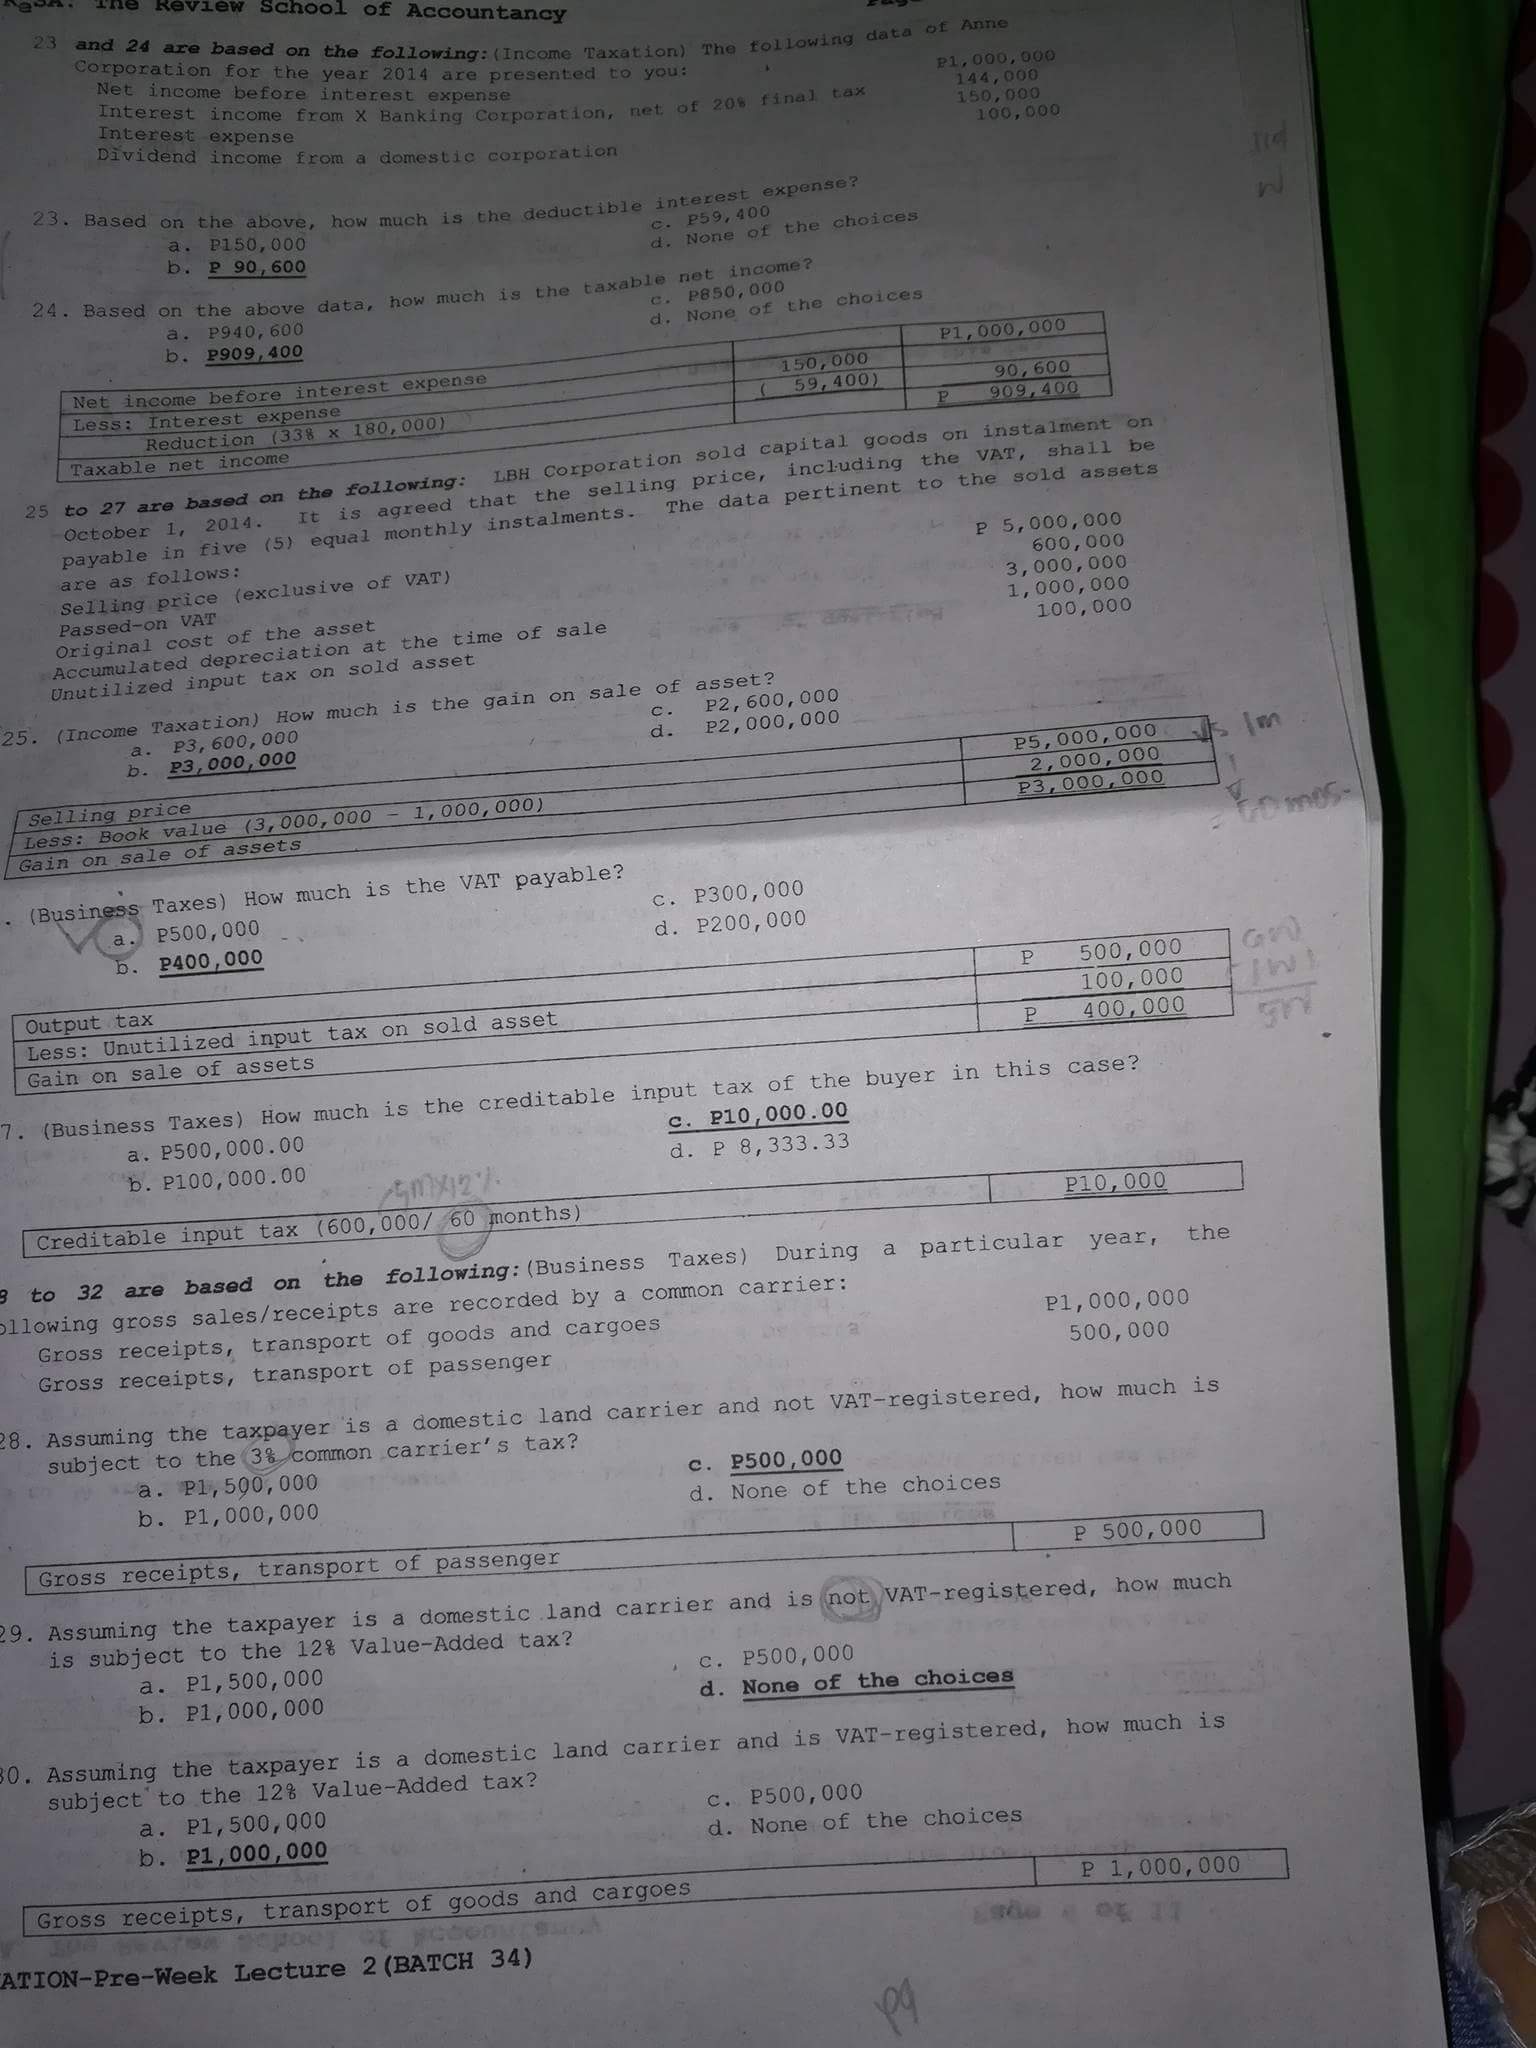 The Review School of Accountancy
23 and 24 are based on the following:(Income Taxation) The following data of Anne
Corporation for the year 2014 are presented to you:
Net income before interest expense P1,000,000
Interest income from X Banking Corporation, net of 20% final tax 144,000
Interest expense 150,000
Dividend income from a domestic corporation 100,000
23. Based on the above, how much is the deductible interest expense?
a. P150,000 c. P59,400
b. P 90,600 d. None of the choices
24. Based on the above data, how much is the taxable net income?
a. P940,600 c. P850,000
b. P909,400 d. None of the choices
Net income before interest expense P1,000,000
Less: Interest expense 150,000
Reduction (33% x 180,000) ( 59,400) 90,600
Taxable net income P 909,400
25 to 27 are based on the following: LBH Corporation sold capital goods on instalment on
October 1, 2014. It is agreed that the selling price, including the VAT, shall be
payable in five (5) equal monthly instalments. The data pertinent to the sold assets
are as follows:
Selling price (exclusive of VAT) P 5,000,000
Passed-on VAT 600,000
Original cost of the asset 3,000,000
Accumulated depreciation at the time of sale 1,000,000
Unutilized input tax on sold asset 100,000
25. (Income Taxation) How much is the gain on sale of asset?
a. P3,600,000 c. P2,600,000
b. P3,000,000 d. P2,000,000
Selling price P5,000,000
Less: Book value (3,000,000 - 1,000,000) 2,000,000
Gain on sale of assets P3,000,000
vs 1m
= 60 mos.
. (Business Taxes) How much is the VAT payable?
a. P500,000 c. P300,000
b. P400,000 d. P200,000
Output tax P 500,000
Less: Unutilized input tax on sold asset 100,000
Gain on sale of assets P 400,000
7. (Business Taxes) How much is the creditable input tax of the buyer in this case?
a. P500,000.00 c. P10,000.00
b. P100,000.00 d. P 8,333.33
5MX12%
Creditable input tax (600,000/ 60 months) P10,000
8 to 32 are based on the following:(Business Taxes) During a particular year, the
ollowing gross sales/receipts are recorded by a common carrier:
Gross receipts, transport of goods and cargoes P1,000,000
Gross receipts, transport of passenger 500,000
28. Assuming the taxpayer is a domestic land carrier and not VAT-registered, how much is
subject to the 3% common carrier's tax?
a. P1,500,000 c. P500,000
b. P1,000,000 d. None of the choices
Gross receipts, transport of passenger P 500,000
29. Assuming the taxpayer is a domestic land carrier and is not VAT-registered, how much
is subject to the 12% Value-Added tax?
a. P1,500,000 c. P500,000
b. P1,000,000 d. None of the choices
30. Assuming the taxpayer is a domestic land carrier and is VAT-registered, how much is
subject to the 12% Value-Added tax?
a. P1,500,000 c. P500,000
b. P1,000,000 d. None of the choices
Gross receipts, transport of goods and cargoes P 1,000,000
ATION-Pre-Week Lecture 2(BATCH 34)
p9